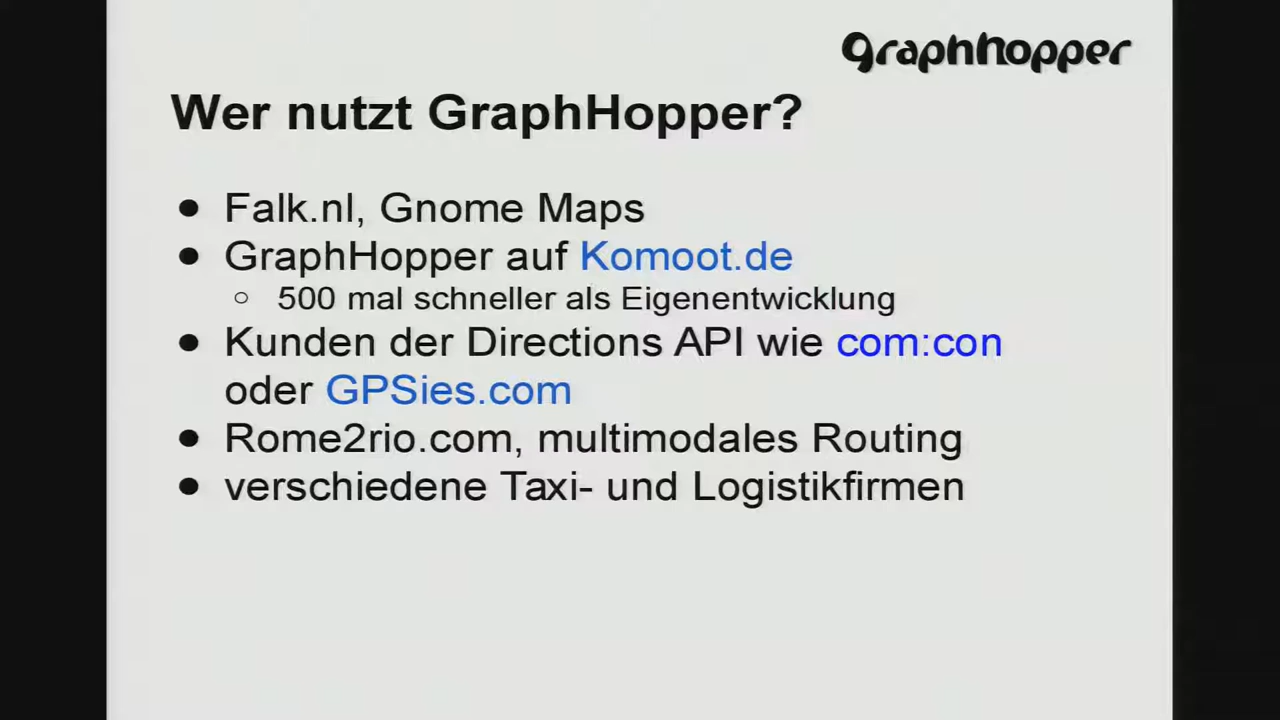 graphhopper
Wer nutzt GraphHopper?
● Falk.nl, Gnome Maps
● GraphHopper auf Komoot.de
○ 500 mal schneller als Eigenentwicklung
● Kunden der Directions API wie com:con
oder GPSies.com
● Rome2rio.com, multimodales Routing
● verschiedene Taxi- und Logistikfirmen